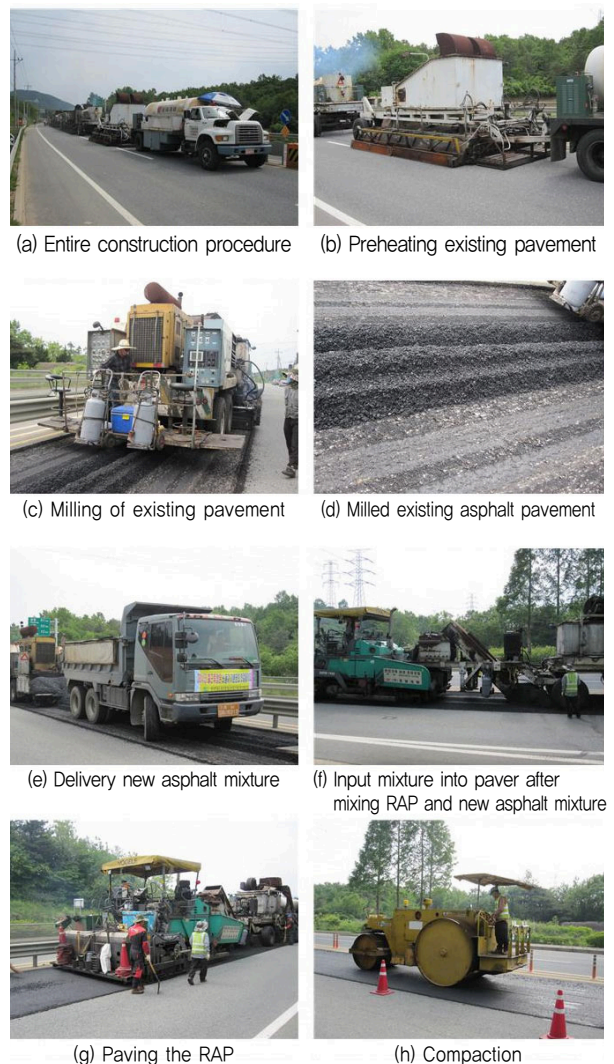 (a) Entire construction procedure
(b) Preheating existing pavement
(c) Milling of existing pavement
(d) Milled existing asphalt pavement
(e) Delivery new asphalt mixture
(f) Input mixture into paver after
mixing RAP and new asphalt mixture
(g) Paving the RAP
(h) Compaction